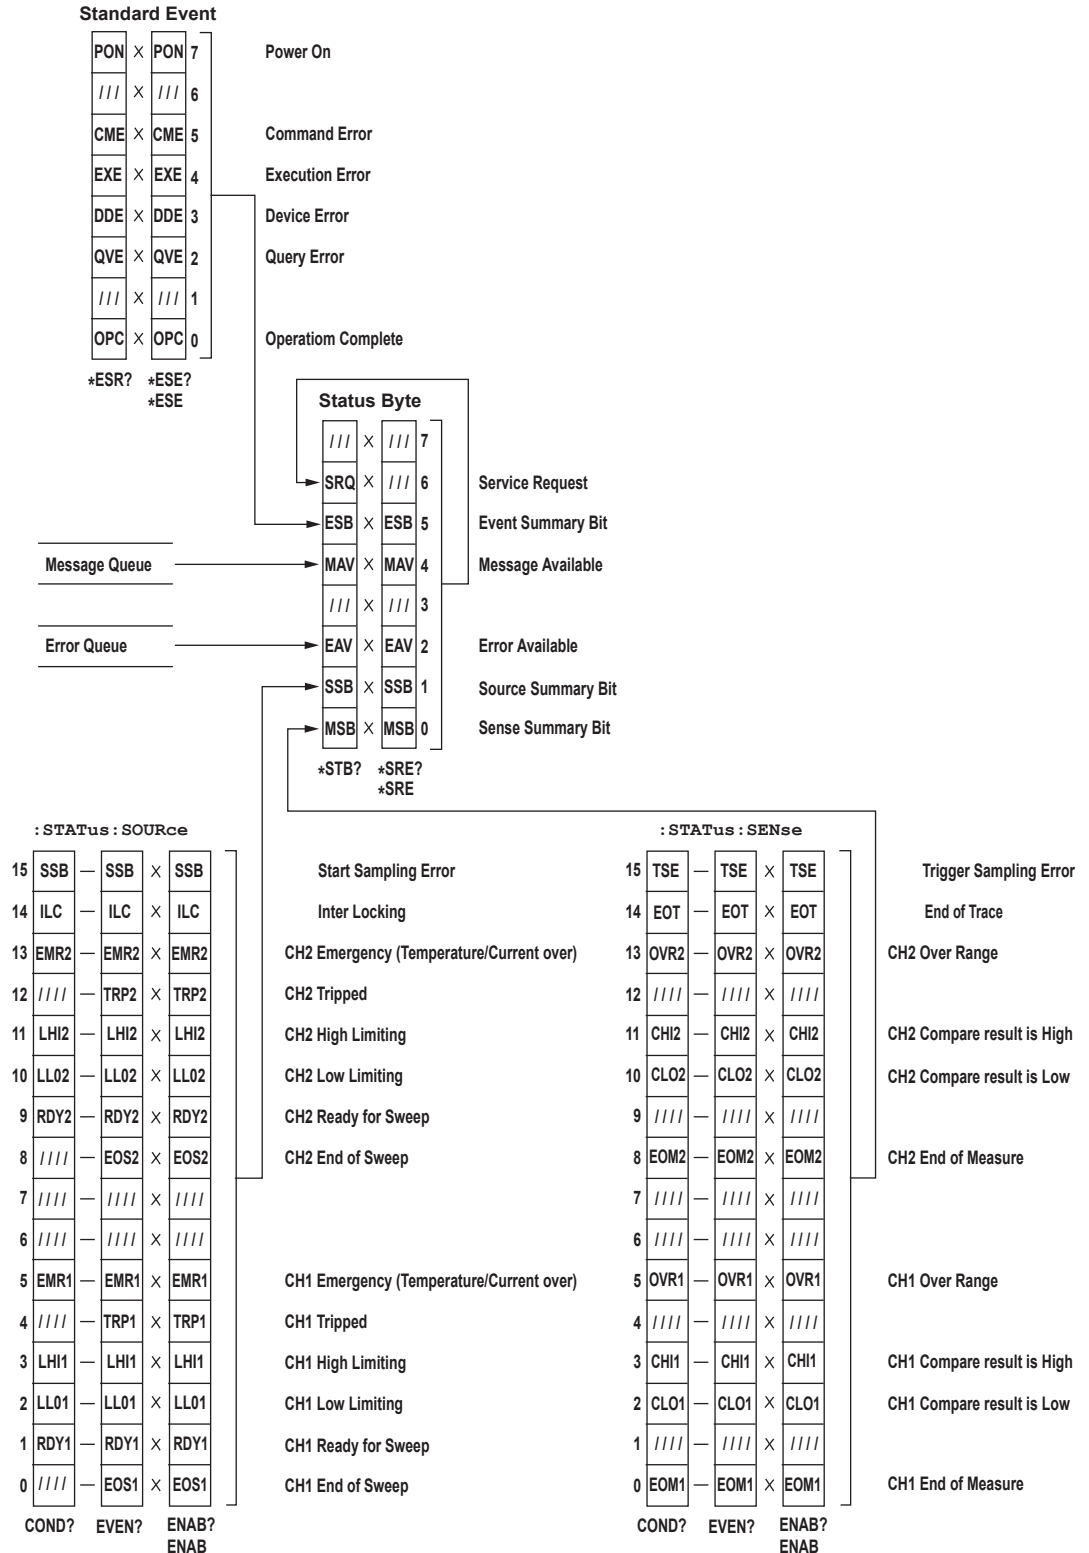 Standard Event
PON × PON 7 Power On
/// × /// 6
CME × CME 5 Command Error
EXE × EXE 4 Execution Error
DDE × DDE 3 Device Error
QVE × QVE 2 Query Error
/// × /// 1
OPC × OPC 0 Operatiom Complete
*ESR? *ESE?
*ESE
Status Byte
/// × /// 7
SRQ × /// 6 Service Request
ESB × ESB 5 Event Summary Bit
Message Queue MAV × MAV 4 Message Available
/// × /// 3
Error Queue EAV × EAV 2 Error Available
SSB × SSB 1 Source Summary Bit
MSB × MSB 0 Sense Summary Bit
*STB? *SRE?
*SRE
:STATus:SOURce
15 SSB — SSB × SSB Start Sampling Error
14 ILC — ILC × ILC Inter Locking
13 EMR2 — EMR2 × EMR2 CH2 Emergency (Temperature/Current over)
12 //// — TRP2 × TRP2 CH2 Tripped
11 LHI2 — LHI2 × LHI2 CH2 High Limiting
10 LL02 — LL02 × LL02 CH2 Low Limiting
9 RDY2 — RDY2 × RDY2 CH2 Ready for Sweep
8 //// — EOS2 × EOS2 CH2 End of Sweep
7 //// — //// × ////
6 //// — //// × ////
5 EMR1 — EMR1 × EMR1 CH1 Emergency (Temperature/Current over)
4 //// — TRP1 × TRP1 CH1 Tripped
3 LHI1 — LHI1 × LHI1 CH1 High Limiting
2 LL01 — LL01 × LL01 CH1 Low Limiting
1 RDY1 — RDY1 × RDY1 CH1 Ready for Sweep
0 //// — EOS1 × EOS1 CH1 End of Sweep
COND? EVEN? ENAB?
ENAB
:STATus:SENse
15 TSE — TSE × TSE Trigger Sampling Error
14 EOT — EOT × EOT End of Trace
13 OVR2 — OVR2 × OVR2 CH2 Over Range
12 //// — //// × ////
11 CHI2 — CHI2 × CHI2 CH2 Compare result is High
10 CLO2 — CLO2 × CLO2 CH2 Compare result is Low
9 //// — //// × ////
8 EOM2 — EOM2 × EOM2 CH2 End of Measure
7 //// — //// × ////
6 //// — //// × ////
5 OVR1 — OVR1 × OVR1 CH1 Over Range
4 //// — //// × ////
3 CHI1 — CHI1 × CHI1 CH1 Compare result is High
2 CLO1 — CLO1 × CLO1 CH1 Compare result is Low
1 //// — //// × ////
0 EOM1 — EOM1 × EOM1 CH1 End of Measure
COND? EVEN? ENAB?
ENAB